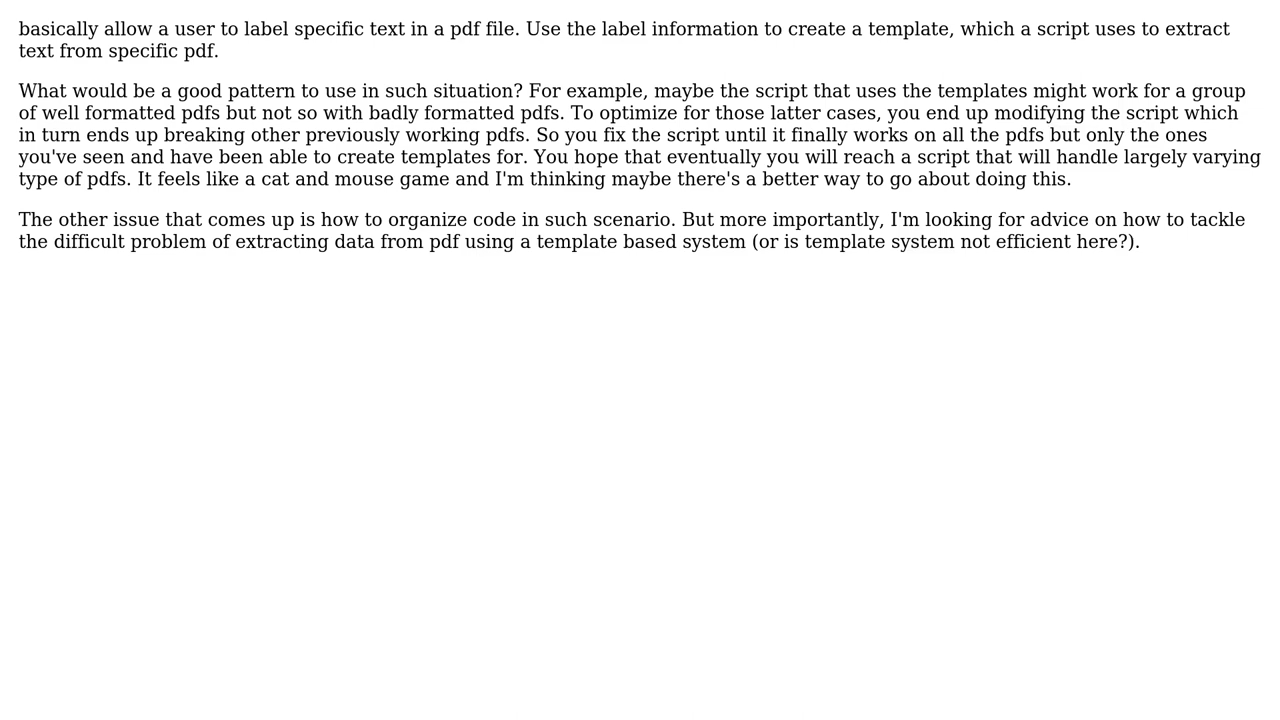 basically allow a user to label specific text in a pdf file. Use the label information to create a template, which a script uses to extract
text from specific pdf.
What would be a good pattern to use in such situation? For example, maybe the script that uses the templates might work for a group
of well formatted pdfs but not so with badly formatted pdfs. To optimize for those latter cases, you end up modifying the script which
in turn ends up breaking other previously working pdfs. So you fix the script until it finally works on all the pdfs but only the ones
you've seen and have been able to create templates for. You hope that eventually you will reach a script that will handle largely varying
type of pdfs. It feels like a cat and mouse game and I'm thinking maybe there's a better way to go about doing this.
The other issue that comes up is how to organize code in such scenario. But more importantly, I'm looking for advice on how to tackle
the difficult problem of extracting data from pdf using a template based system (or is template system not efficient here?).